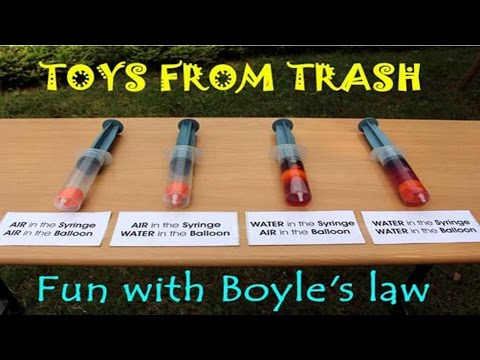 TOYS FROM TRASH
AIR in the Syringe
AIR in the Balloon
AIR in the Syringe
WATER in the Balloon
WATER in the Syringe
AIR in the Balloon
WATER in the Syringe
WATER in the Balloon
Fun with Boyle's law